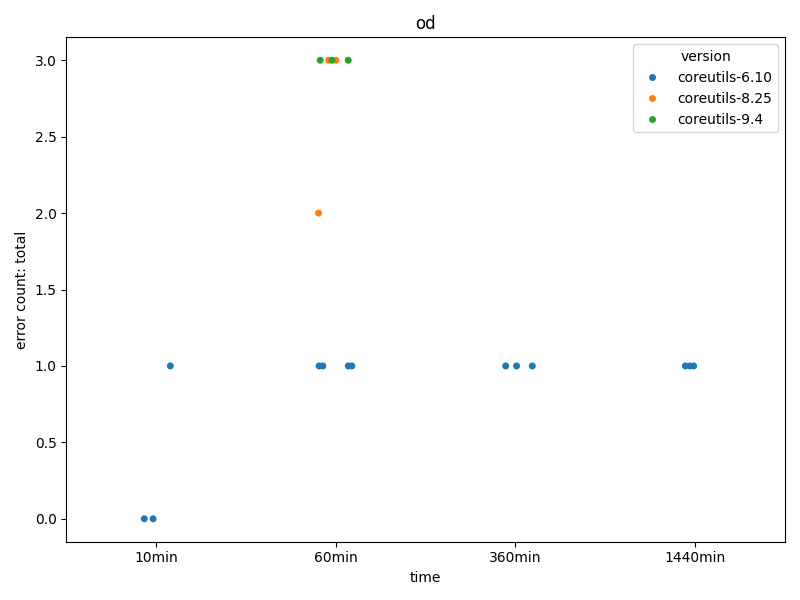 od
3.0
2.5
2.0
1.5
1.0
0.5
0.0
error count: total
version
coreutils-6.10
coreutils-8.25
coreutils-9.4
10min
60min
360min
1440min
time